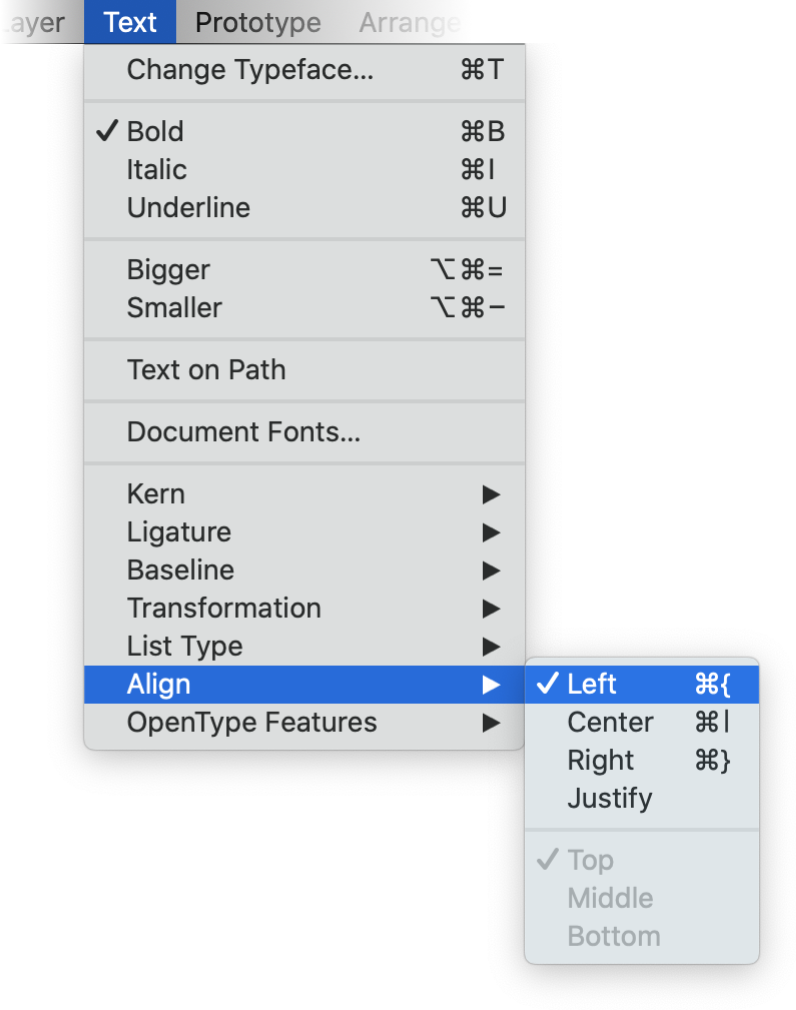 ayer Text Prototype Arrange
Change Typeface... ⌘T
✓ Bold ⌘B
Italic ⌘I
Underline ⌘U
Bigger ⌥⌘=
Smaller ⌥⌘−
Text on Path
Document Fonts...
Kern ▶
Ligature ▶
Baseline ▶
Transformation ▶
List Type ▶
Align ▶
OpenType Features ▶
✓ Left ⌘{
Center ⌘|
Right ⌘}
Justify
✓ Top
Middle
Bottom